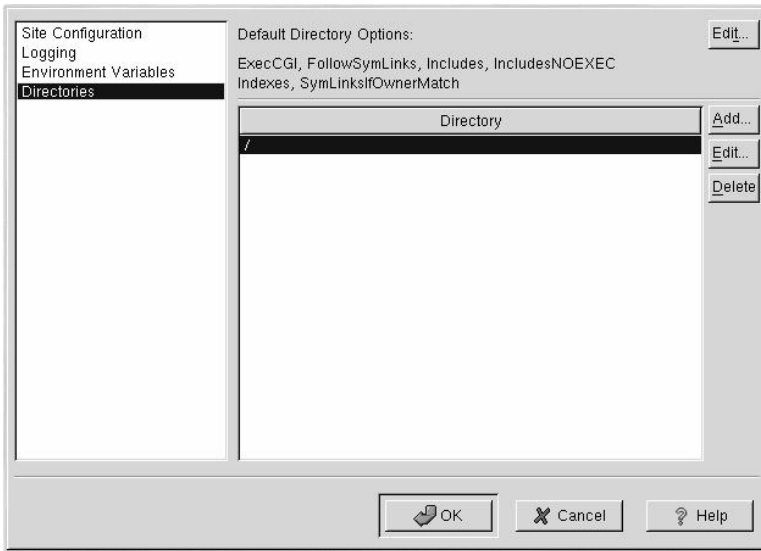 Site Configuration
Logging
Environment Variables
Directories
Default Directory Options:
Edit...
ExecCGI, FollowSymLinks, Includes, IncludesNOEXEC
Indexes, SymLinksIfOwnerMatch
Directory
/
Add...
Edit...
Delete
OK
Cancel
Help